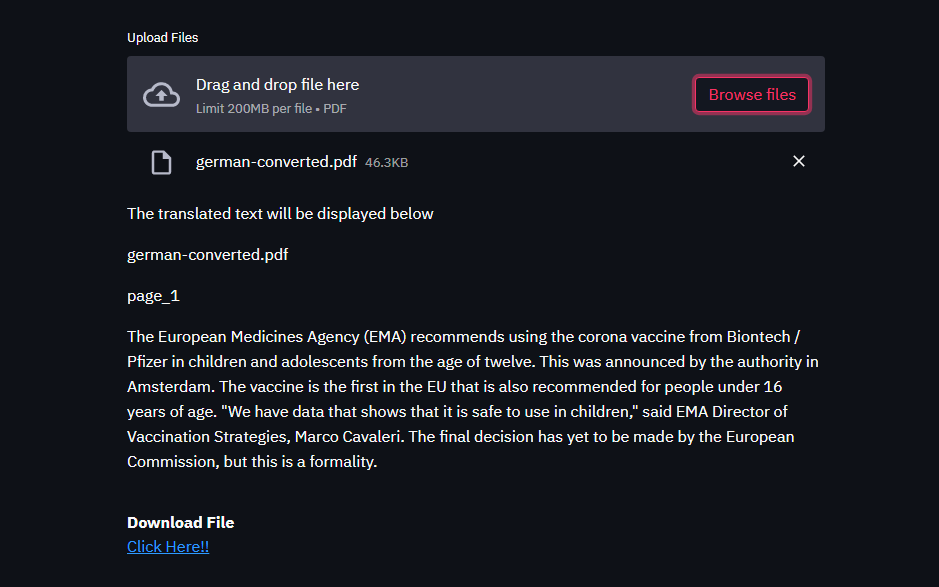 Upload Files
Drag and drop file here
Limit 200MB per file • PDF
Browse files
german-converted.pdf 46.3KB
The translated text will be displayed below
german-converted.pdf
page_1
The European Medicines Agency (EMA) recommends using the corona vaccine from Biontech /
Pfizer in children and adolescents from the age of twelve. This was announced by the authority in
Amsterdam. The vaccine is the first in the EU that is also recommended for people under 16
years of age. "We have data that shows that it is safe to use in children," said EMA Director of
Vaccination Strategies, Marco Cavaleri. The final decision has yet to be made by the European
Commission, but this is a formality.
Download File
Click Here!!